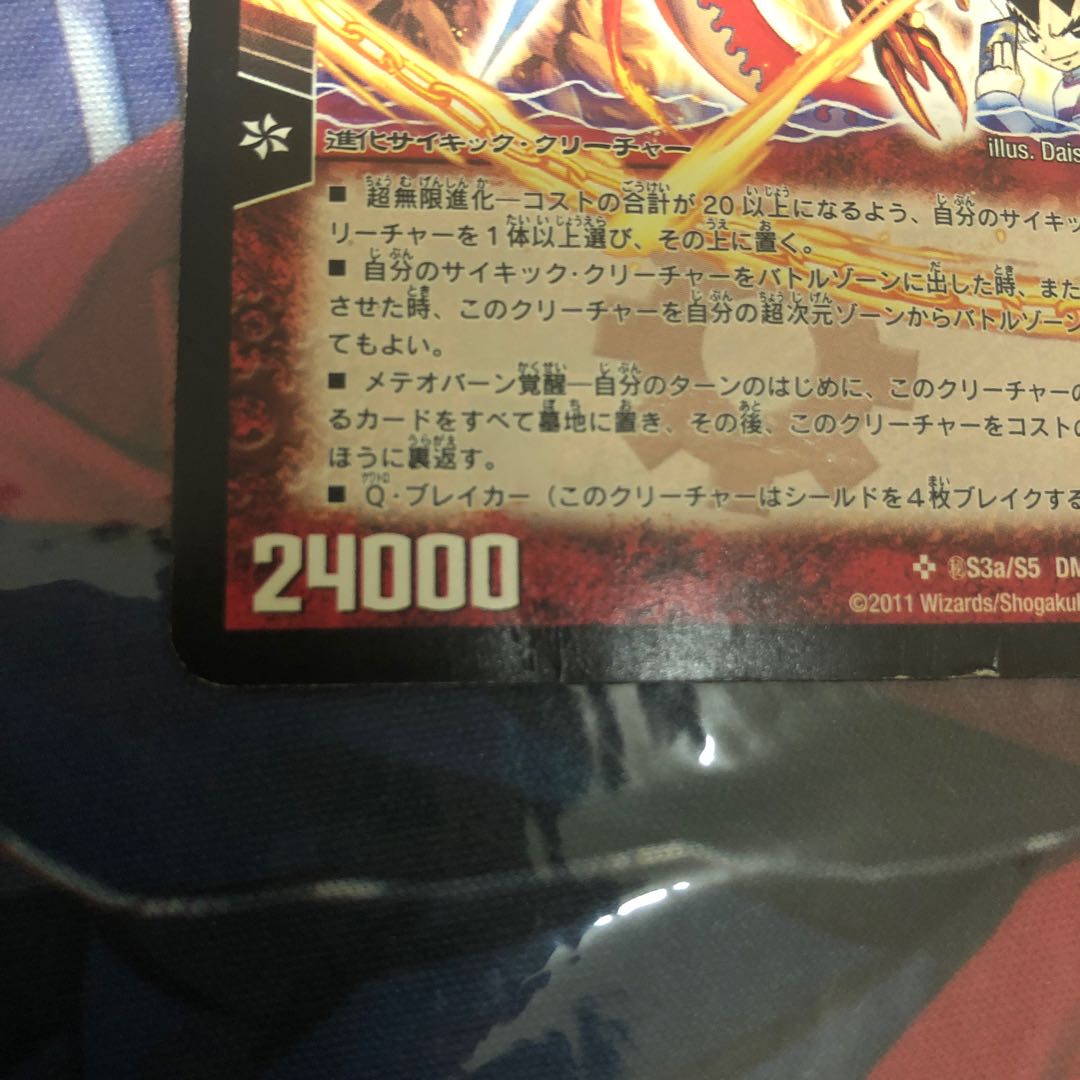 進化サイキック・クリーチャー
illus. Dais
■ 超無限進化―コストの合計が20以上になるよう、自分のサイキッ
リーチャーを1体以上選び、その上に置く。
■ 自分のサイキック・クリーチャーをバトルゾーンに出した時、また
させた時、このクリーチャーを自分の超次元ゾーンからバトルゾーン
てもよい。
■ メテオバーン覚醒―自分のターンのはじめに、このクリーチャーの
るカードをすべて墓地に置き、その後、このクリーチャーをコストの
ほうに裏返す。
■ Q・ブレイカー（このクリーチャーはシールドを4枚ブレイクする
24000
㊙S3a/S5 DM
©2011 Wizards/Shogaku